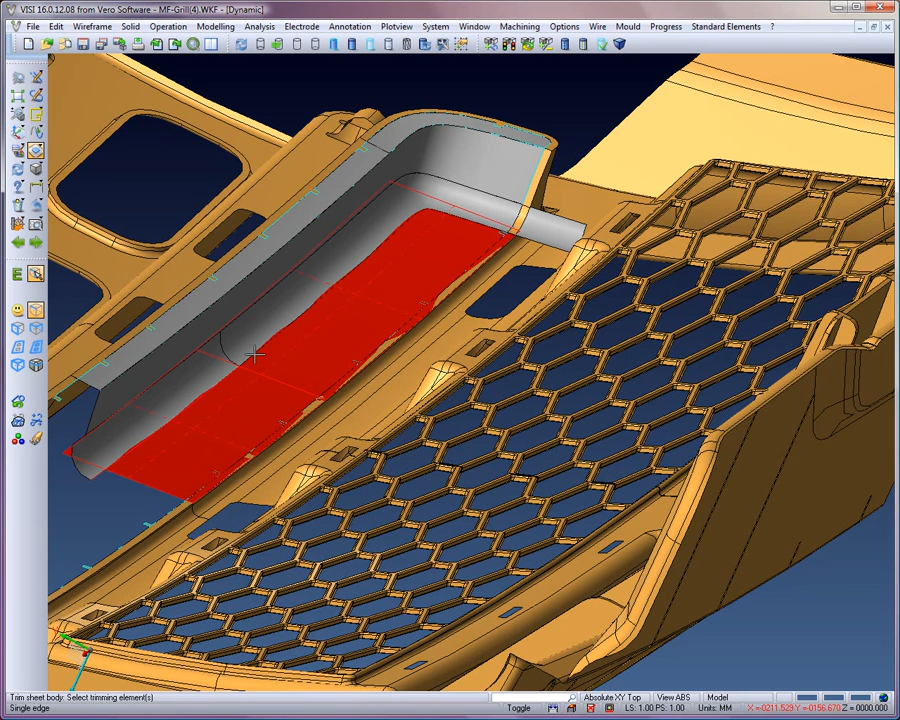 VISI 16.0.12.08 from Vero Software - MF-Grill(4).WKF - [Dynamic]
File Edit Wireframe Solid Operation Modelling Analysis Electrode Annotation Plotview System Window Machining Options Wire Mould Progress Standard Elements ?
E
Trim sheet body: Select trimming element(s)
Absolute XY Top View ABS Model
Single edge
Toggle LS: 1.00 PS: 1.00 Units: MM X =-0211.529 Y =-0156.670 Z = 0000.000